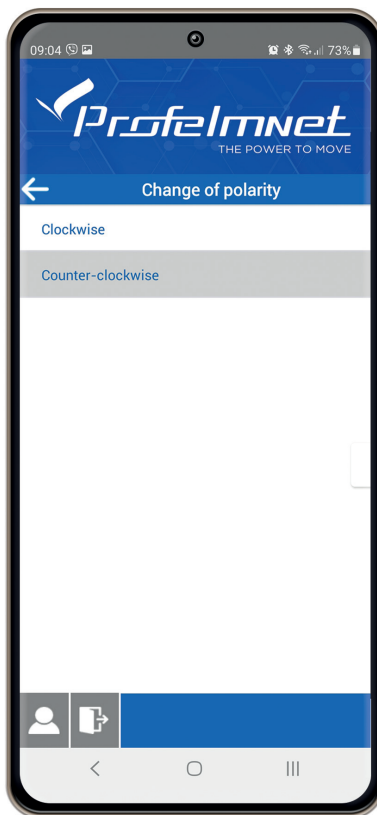 09:04
73%
Profelmnet
THE POWER TO MOVE
Change of polarity
Clockwise
Counter-clockwise